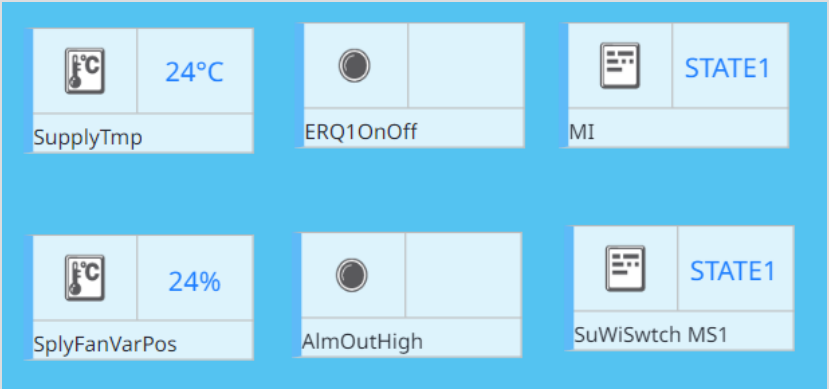 °C
24°C
SupplyTmp
ERQ1OnOff
STATE1
MI
°C
24%
SplyFanVarPos
AlmOutHigh
STATE1
SuWiSwtch MS1